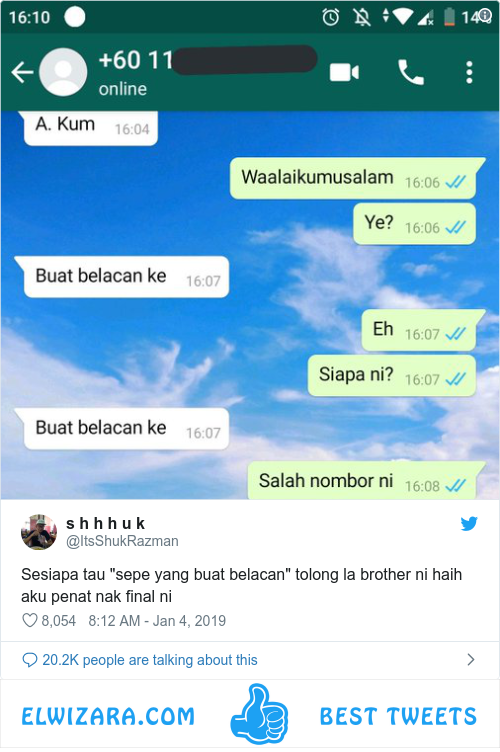 16:10 14
+60 11
online
A. Kum 16:04
Waalaikumusalam 16:06
Ye? 16:06
Buat belacan ke 16:07
Eh 16:07
Siapa ni? 16:07
Buat belacan ke 16:07
Salah nombor ni 16:08
s h h h u k
@ItsShukRazman
Sesiapa tau "sepe yang buat belacan" tolong la brother ni haih
aku penat nak final ni
8,054 8:12 AM - Jan 4, 2019
20.2K people are talking about this
ELWIZARA.COM BEST TWEETS